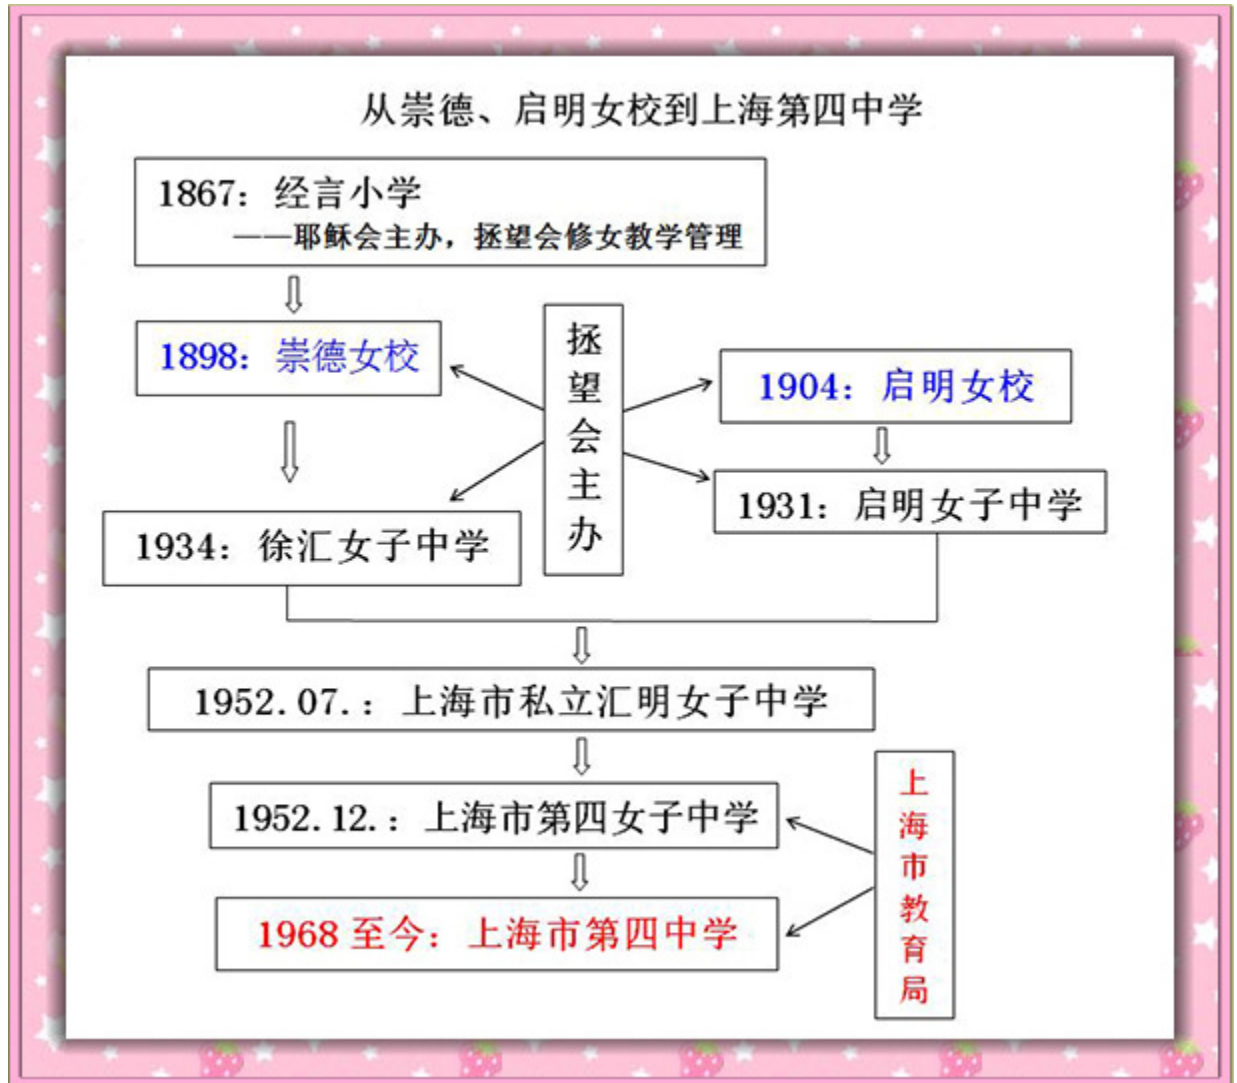 从崇德、启明女校到上海第四中学
1867：经言小学
——耶稣会主办，拯望会修女教学管理
1898：崇德女校
拯望会主办
1904：启明女校
1931：启明女子中学
1934：徐汇女子中学
1952.07.：上海市私立汇明女子中学
1952.12.：上海市第四女子中学
上海市教育局
1968 至今：上海市第四中学